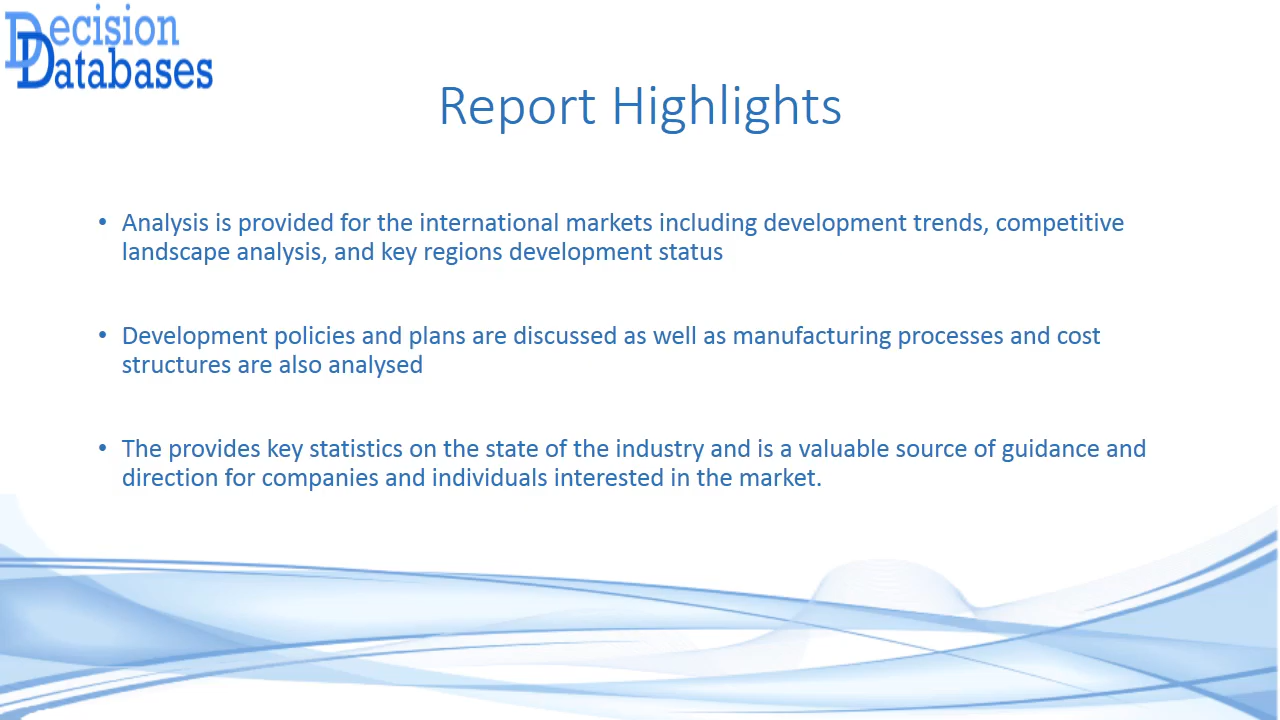 Decision
Databases
Report Highlights
• Analysis is provided for the international markets including development trends, competitive
landscape analysis, and key regions development status
• Development policies and plans are discussed as well as manufacturing processes and cost
structures are also analysed
• The provides key statistics on the state of the industry and is a valuable source of guidance and
direction for companies and individuals interested in the market.